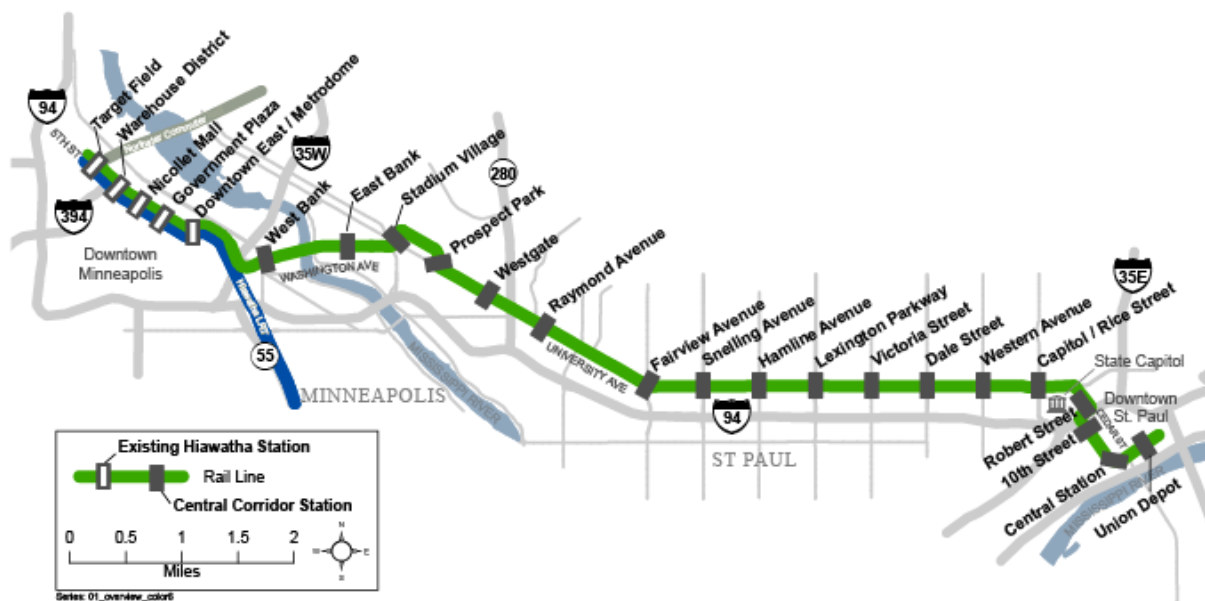 94
5TH ST
Target Field
Warehouse District
Northstar Commuter
Nicollet Mall
Government Plaza
Downtown East / Metrodome
394
Downtown
Minneapolis
35W
West Bank
WASHINGTON AVE
East Bank
Stadium Village
280
Prospect Park
Westgate
Raymond Avenue
UNIVERSITY AVE
Hiawatha LRT
55
MINNEAPOLIS
MISSISSIPPI RIVER
Fairview Avenue
Snelling Avenue
Hamline Avenue
Lexington Parkway
Victoria Street
Dale Street
Western Avenue
Capitol / Rice Street
35E
State Capitol
Downtown
St. Paul
94
ST PAUL
Robert Street
CEDAR ST
10th Street
Central Station
MISSISSIPPI RIVER
Union Depot
Existing Hiawatha Station
Rail Line
Central Corridor Station
0 0.5 1 2
Miles
N
W E
S
Series: 01_overview_color6